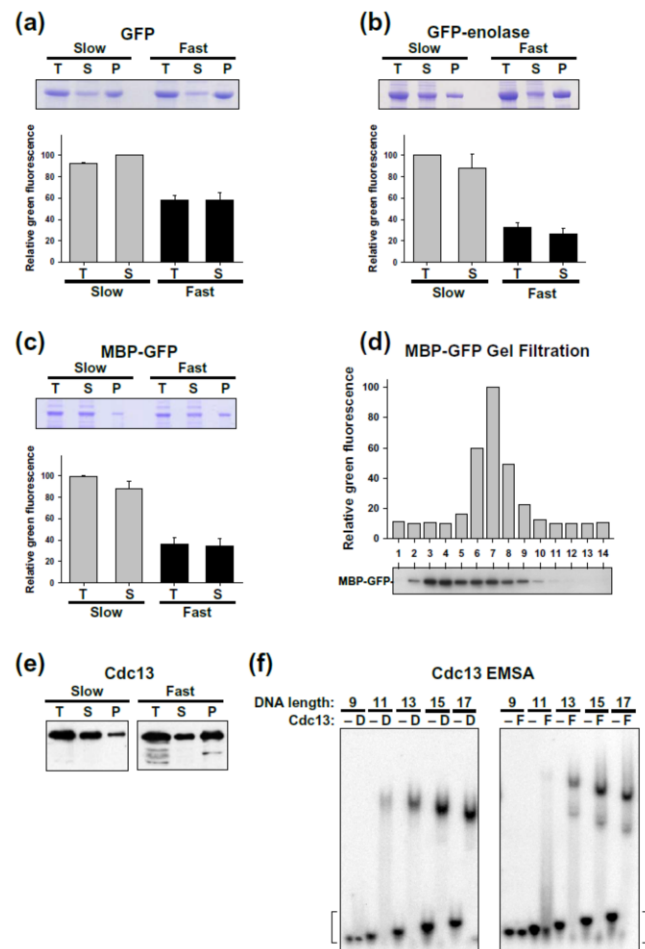 (a)
GFP
Slow Fast
T S P T S P
Relative green fluorescence
100
80
60
40
20
0
T S T S
Slow Fast
(b)
GFP-enolase
Slow Fast
T S P T S P
Relative green fluorescence
100
80
60
40
20
0
T S T S
Slow Fast
(c)
MBP-GFP
Slow Fast
T S P T S P
Relative green fluorescence
100
80
60
40
20
0
T S T S
Slow Fast
(d)
MBP-GFP Gel Filtration
Relative green fluorescence
100
80
60
40
20
0
1 2 3 4 5 6 7 8 9 10 11 12 13 14
MBP-GFP-
(e)
Cdc13
Slow Fast
T S P T S P
(f)
Cdc13 EMSA
DNA length: 9 11 13 15 17 9 11 13 15 17
Cdc13: – D – D – D – D – D – F – F – F – F – F